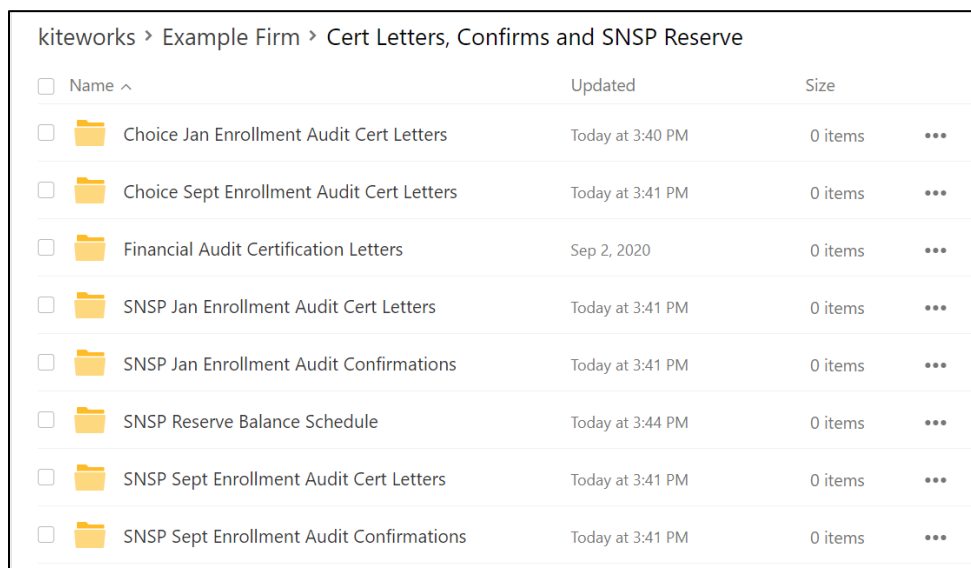 kiteworks > Example Firm > Cert Letters, Confirms and SNSP Reserve
Name Updated Size
Choice Jan Enrollment Audit Cert Letters Today at 3:40 PM 0 items
Choice Sept Enrollment Audit Cert Letters Today at 3:41 PM 0 items
Financial Audit Certification Letters Sep 2, 2020 0 items
SNSP Jan Enrollment Audit Cert Letters Today at 3:41 PM 0 items
SNSP Jan Enrollment Audit Confirmations Today at 3:41 PM 0 items
SNSP Reserve Balance Schedule Today at 3:44 PM 0 items
SNSP Sept Enrollment Audit Cert Letters Today at 3:41 PM 0 items
SNSP Sept Enrollment Audit Confirmations Today at 3:41 PM 0 items